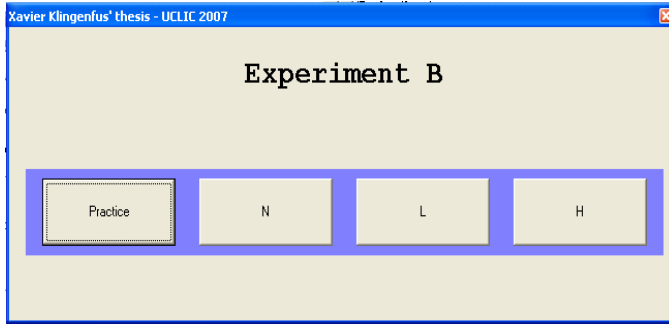 Xavier Klingenfus' thesis - UCLIC 2007
Experiment B
Practice N L H